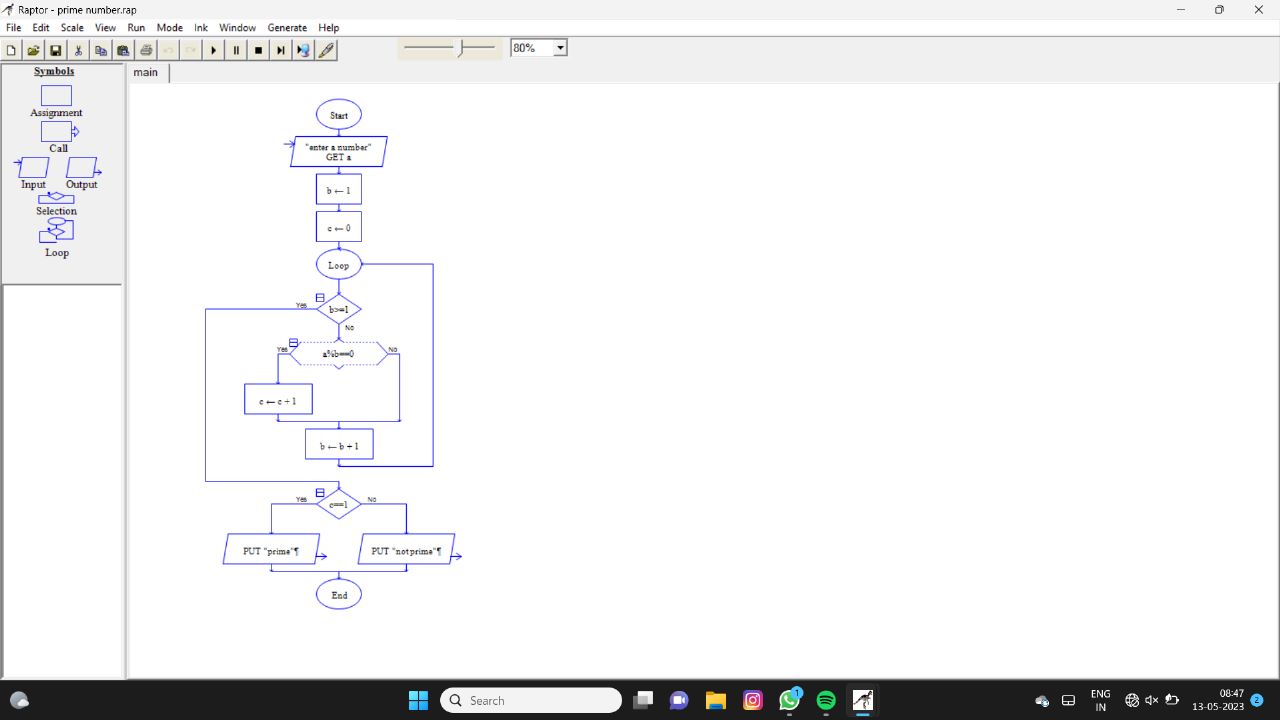 Raptor - prime number.rap
File Edit Scale View Run Mode Ink Window Generate Help
80%
Symbols
Assignment
Call
Input Output
Selection
Loop
main
Start
"enter a number"
GET a
b ← 1
c ← 0
Loop
Yes
b>=1
No
Yes
a%b==0
No
c ← c + 1
b ← b + 1
Yes
c==1
No
PUT "prime"¶
PUT "not prime"¶
End
Search
1
ENG
IN
08:47
13-05-2023
2